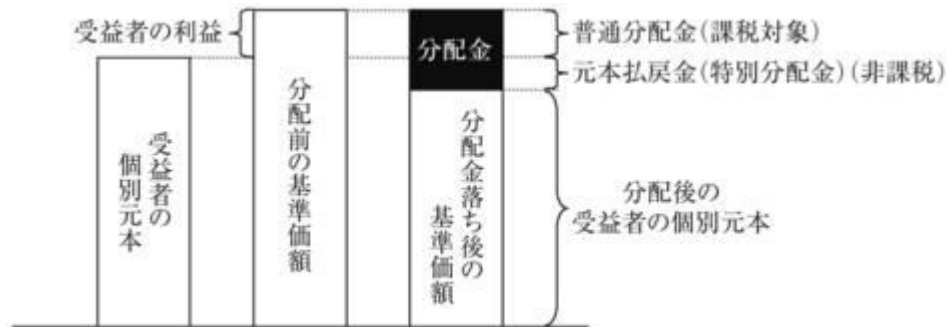 受益者の利益
分配金
普通分配金(課税対象)
元本払戻金(特別分配金)(非課税)
受益者の
個別元本
分配前の基準価額
分配金落ち後の
基準価額
分配後の
受益者の個別元本